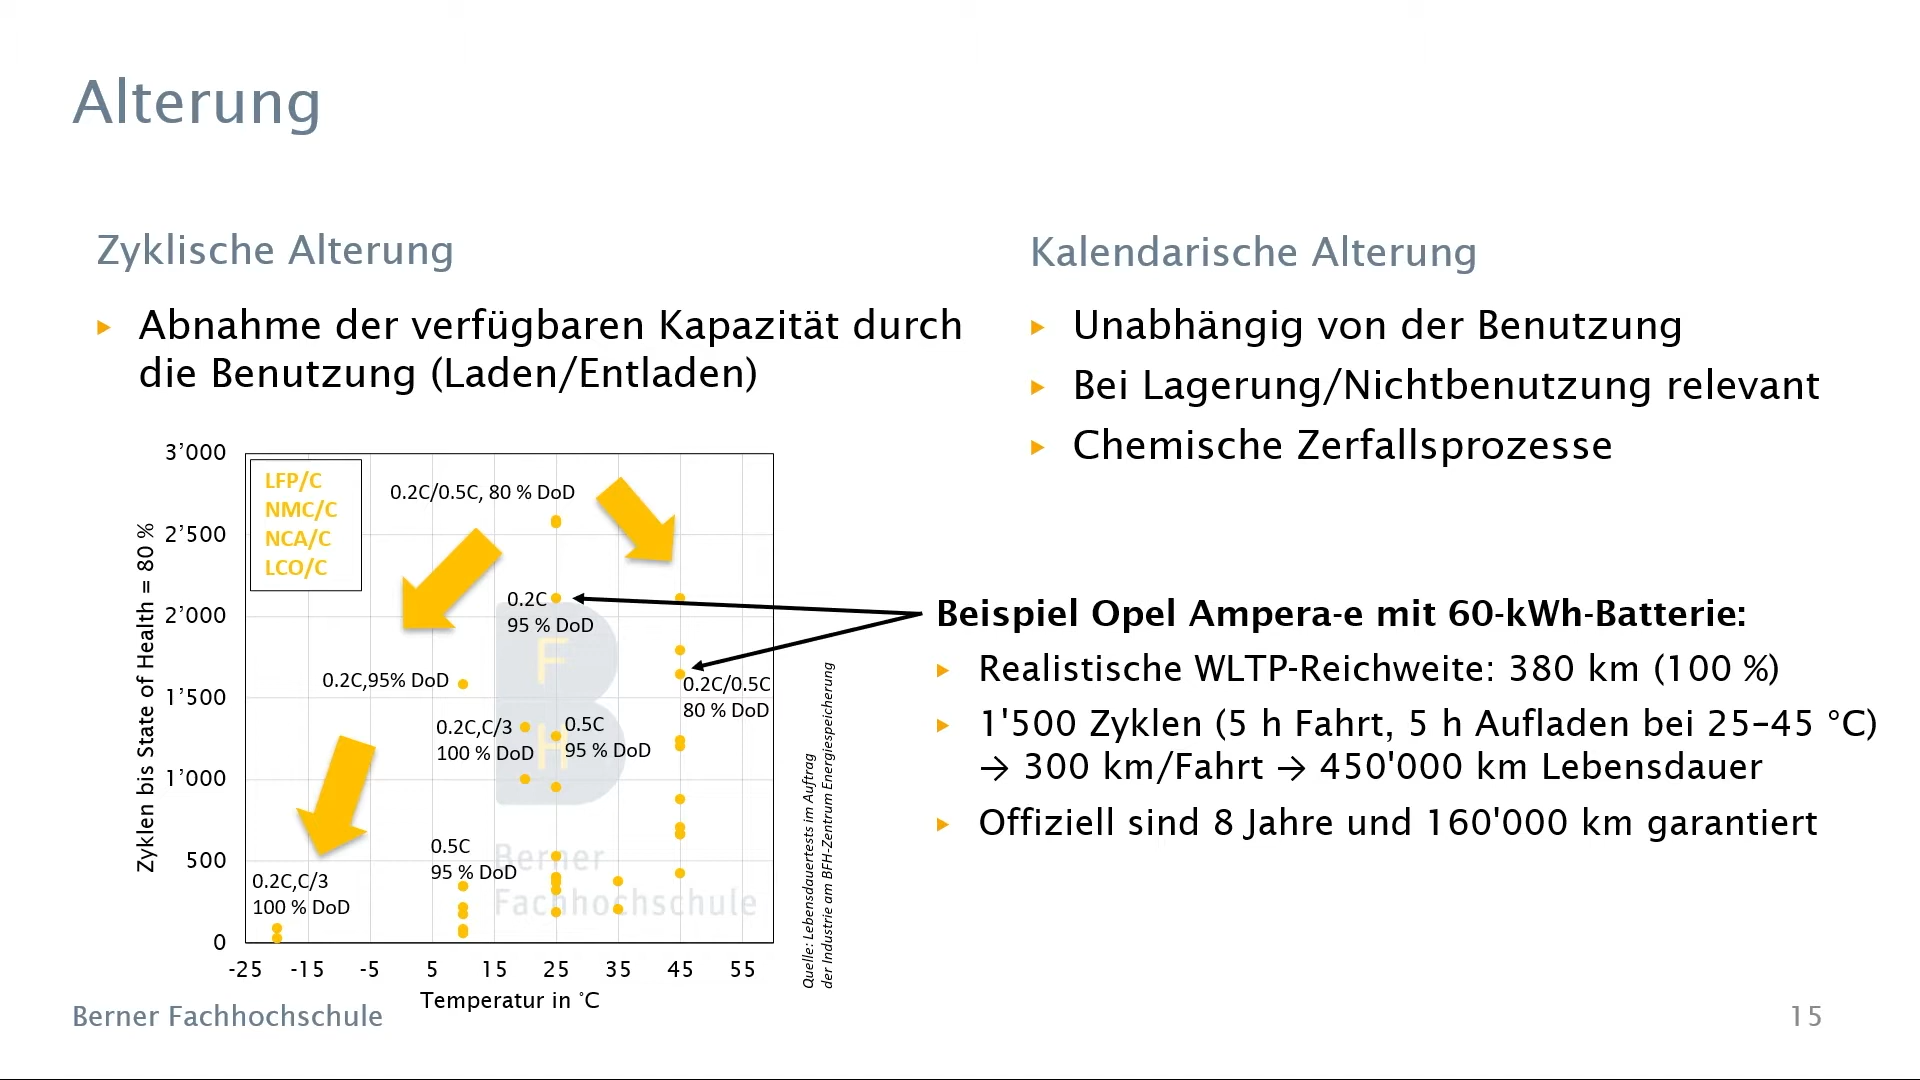 Alterung
Zyklische Alterung
Abnahme der verfügbaren Kapazität durch
die Benutzung (Laden/Entladen)
3’000
2’500
2’000
1’500
1’000
500
0
Zyklen bis State of Health = 80 %
LFP/C
NMC/C
NCA/C
LCO/C
0.2C/0.5C, 80 % DoD
0.2C
95 % DoD
0.2C,95% DoD
0.2C/0.5C
80 % DoD
0.2C,C/3
100 % DoD
0.5C
95 % DoD
0.5C
95 % DoD
0.2C,C/3
100 % DoD
B
F
H
Berner
Fachhochschule
-25 -15 -5 5 15 25 35 45 55
Temperatur in °C
Quelle: Lebensdauertests im Auftrag
der Industrie am BFH-Zentrum Energiespeicherung
Kalendarische Alterung
Unabhängig von der Benutzung
Bei Lagerung/Nichtbenutzung relevant
Chemische Zerfallsprozesse
Beispiel Opel Ampera-e mit 60-kWh-Batterie:
Realistische WLTP-Reichweite: 380 km (100 %)
1'500 Zyklen (5 h Fahrt, 5 h Aufladen bei 25–45 °C)
→ 300 km/Fahrt → 450'000 km Lebensdauer
Offiziell sind 8 Jahre und 160'000 km garantiert
Berner Fachhochschule
15